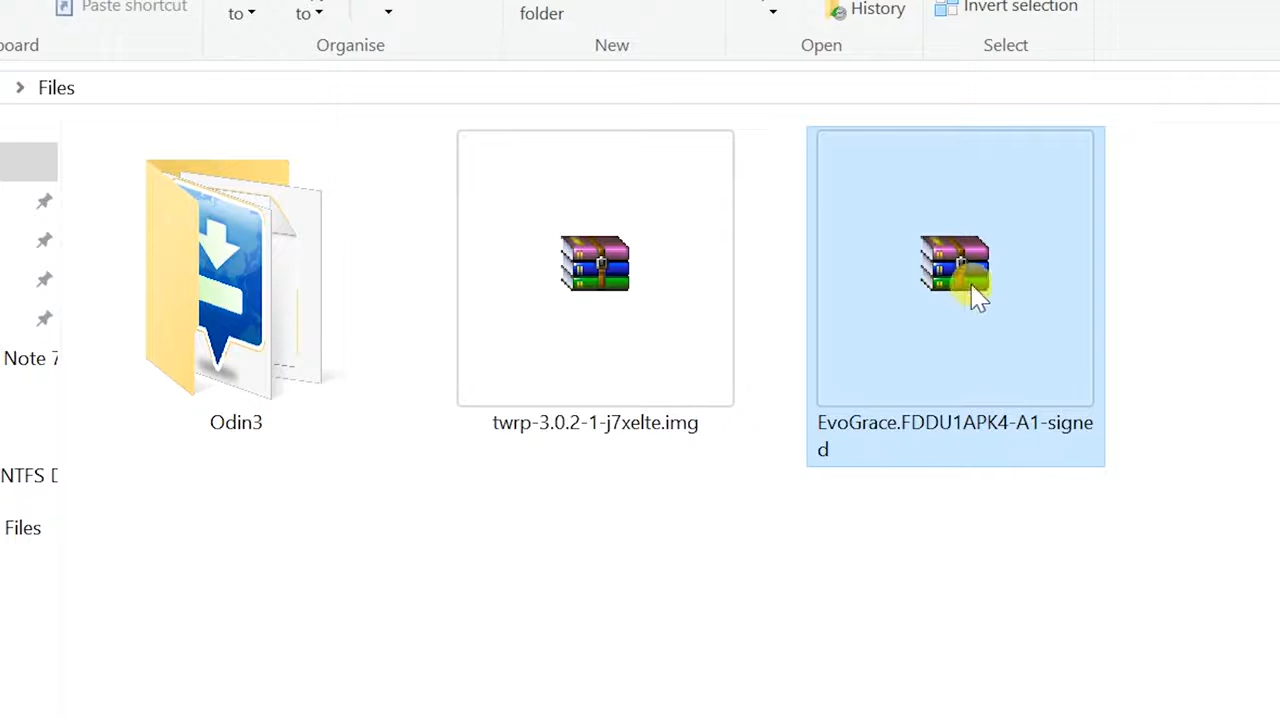 Paste shortcut
to
to
folder
History
Invert selection
board
Organise
New
Open
Select
Files
Note 7
NTFS D
Files
Odin3
twrp-3.0.2-1-j7xelte.img
EvoGrace.FDDU1APK4-A1-signe
d